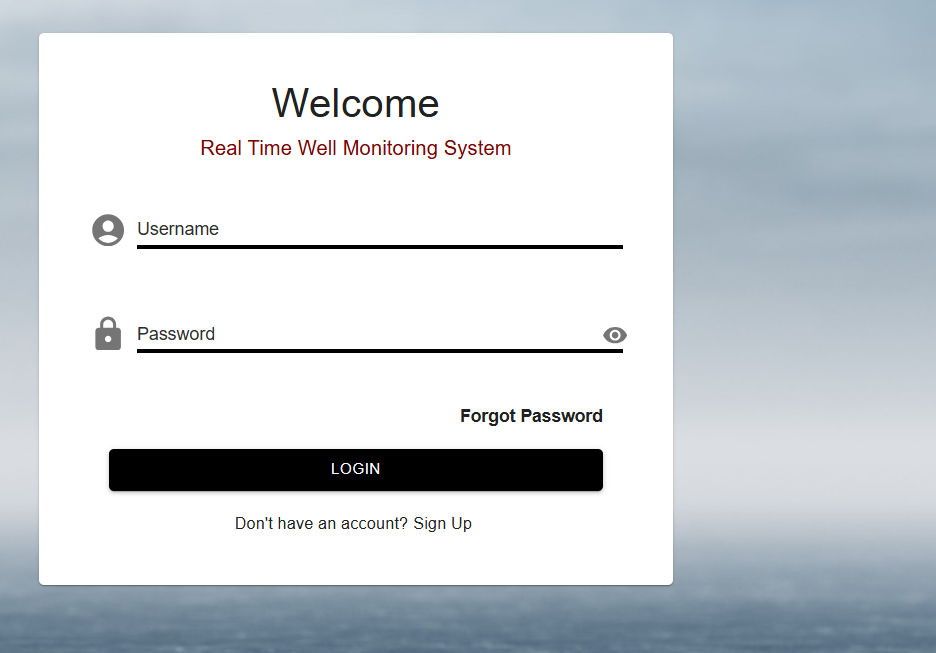 Welcome
Real Time Well Monitoring System
Username
Password
Forgot Password
LOGIN
Don't have an account? Sign Up